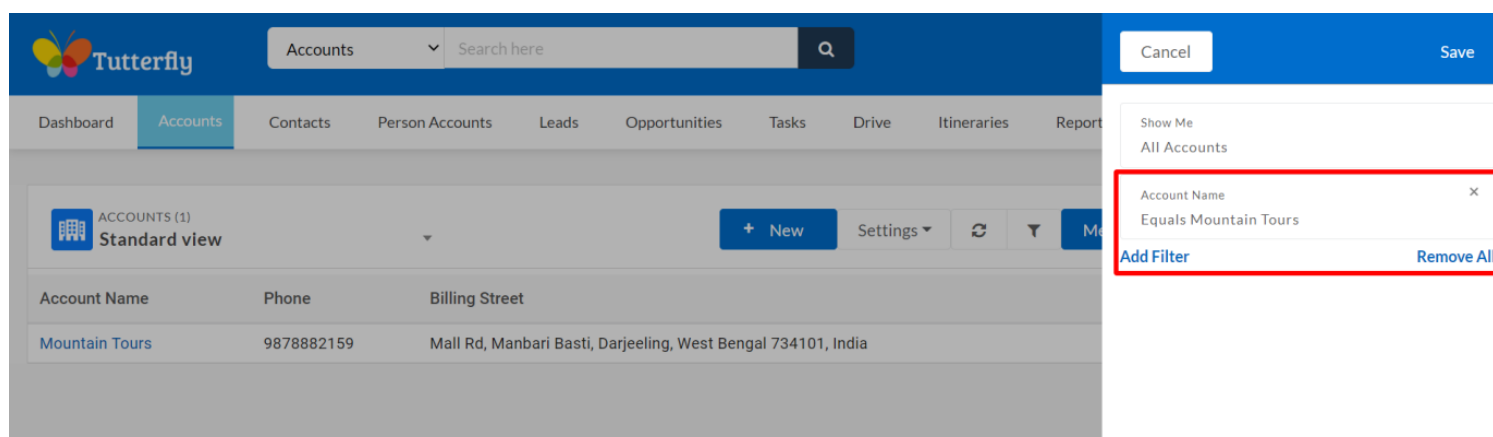 Tutterfly
Accounts
Search here
Cancel
Save
Dashboard
Accounts
Contacts
Person Accounts
Leads
Opportunities
Tasks
Drive
Itineraries
Report
Show Me
All Accounts
Account Name
×
Equals Mountain Tours
Add Filter
Remove All
ACCOUNTS (1)
Standard view
+ New
Settings
Me
Account Name
Phone
Billing Street
Mountain Tours
9878882159
Mall Rd, Manbari Basti, Darjeeling, West Bengal 734101, India